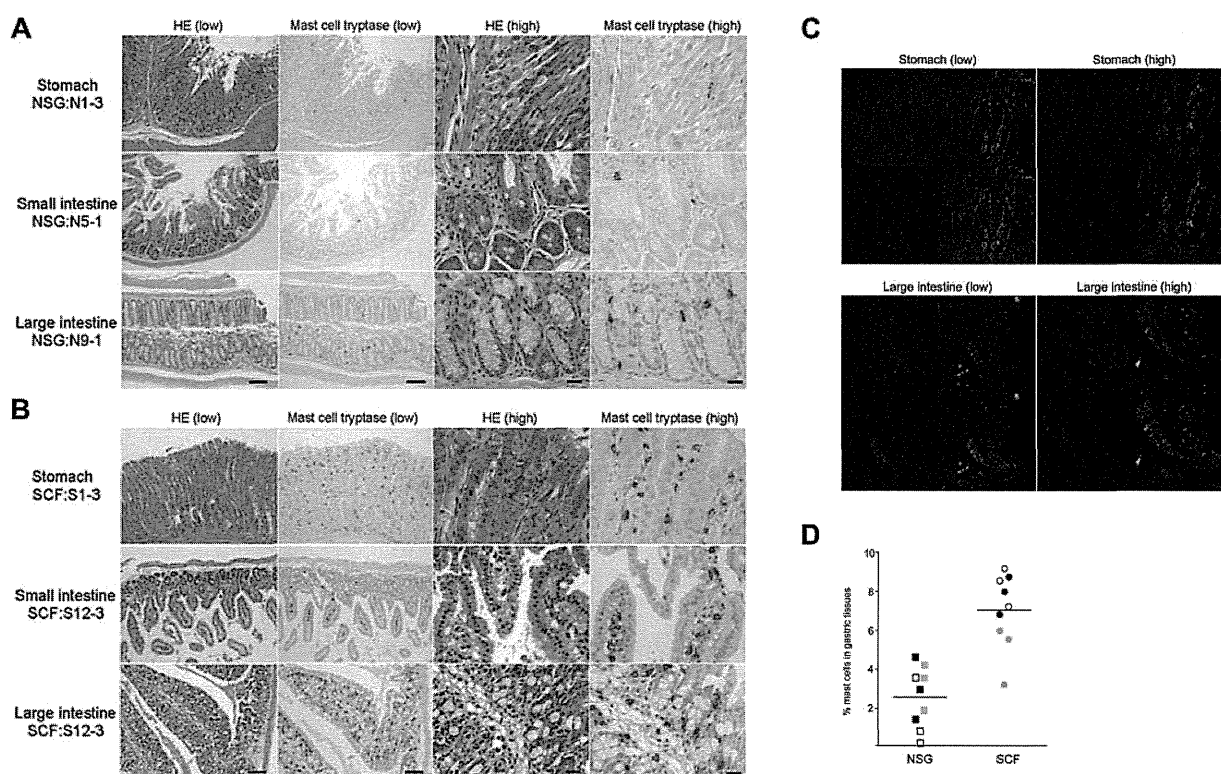 A
HE (low) Mast cell tryptase (low) HE (high) Mast cell tryptase (high)
Stomach
NSG:N1-3
Small intestine
NSG:N5-1
Large intestine
NSG:N9-1
B
HE (low) Mast cell tryptase (low) HE (high) Mast cell tryptase (high)
Stomach
SCF:S1-3
Small intestine
SCF:S12-3
Large intestine
SCF:S12-3
C
Stomach (low) Stomach (high)
Large intestine (low) Large intestine (high)
D
% mast cells in gastric tissues
10
8
6
4
2
NSG SCF